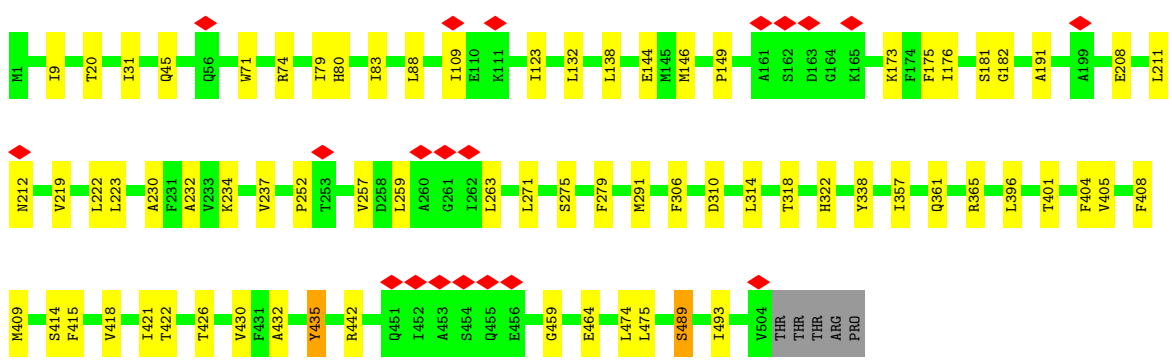 M1 I9 T20 I31 Q45 Q56 W71 R74 I79 H80 I83 L88 I109 E110 K111 I123 L132 L138 E144 M145 M146 P149 A161 S162 D163 G164 K165 K173 F174 F175 I176 S181 G182 A191 A199 E208 L211
N212 V219 L222 L223 A230 F231 A232 V233 K234 V237 P252 T253 V257 D258 L259 A260 G261 I262 L263 L271 S275 F279 M291 F306 D310 L314 T318 H322 Y338 I357 Q361 R365 L396 T401 F404 V405 F408
M409 S414 F415 V418 I421 T422 T426 V430 F431 A432 Y435 R442 Q451 I452 A453 S454 Q455 E456 G459 E464 L474 L475 S489 I493 V504 THR THR THR ARG PRO